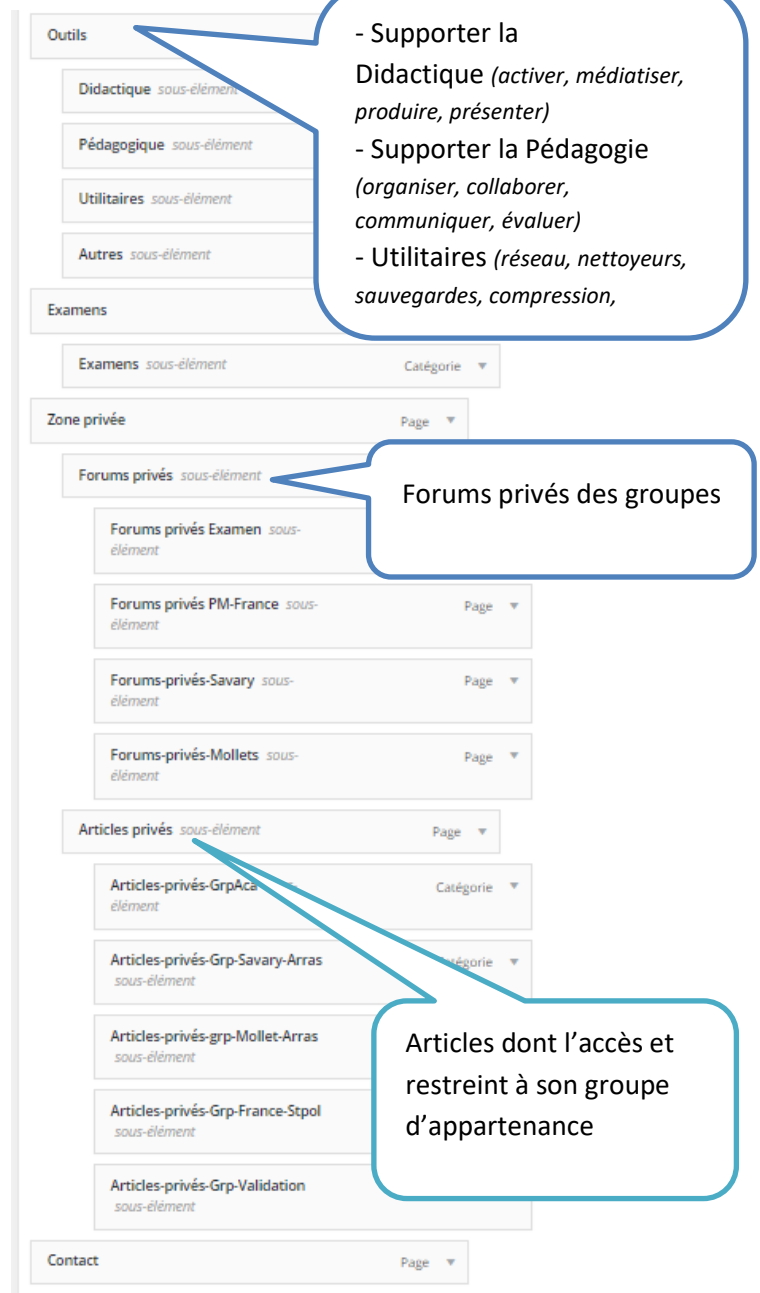 Outils
- Supporter la
Didactique (activer, médiatiser,
produire, présenter)
- Supporter la Pédagogie
(organiser, collaborer,
communiquer, évaluer)
- Utilitaires (réseau, nettoyeurs,
sauvegardes, compression,
Didactique sous-élément
Pédagogique sous-élément
Utilitaires sous-élément
Autres sous-élément
Examens
Examens sous-élément Catégorie
Zone privée Page
Forums privés sous-élément
Forums privés des groupes
Forums privés Examen sous-
élément
Forums privés PM-France sous- Page
élément
Forums-privés-Savary sous- Page
élément
Forums-privés-Mollets sous- Page
élément
Articles privés sous-élément Page
Articles-privés-GrpAca Catégorie
élément
Articles-privés-Grp-Savary-Arras Catégorie
sous-élément
Articles-privés-grp-Mollet-Arras
sous-élément
Articles dont l’accès et
restreint à son groupe
d’appartenance
Articles-privés-Grp-France-Stpol
sous-élément
Articles-privés-Grp-Validation
sous-élément
Contact Page